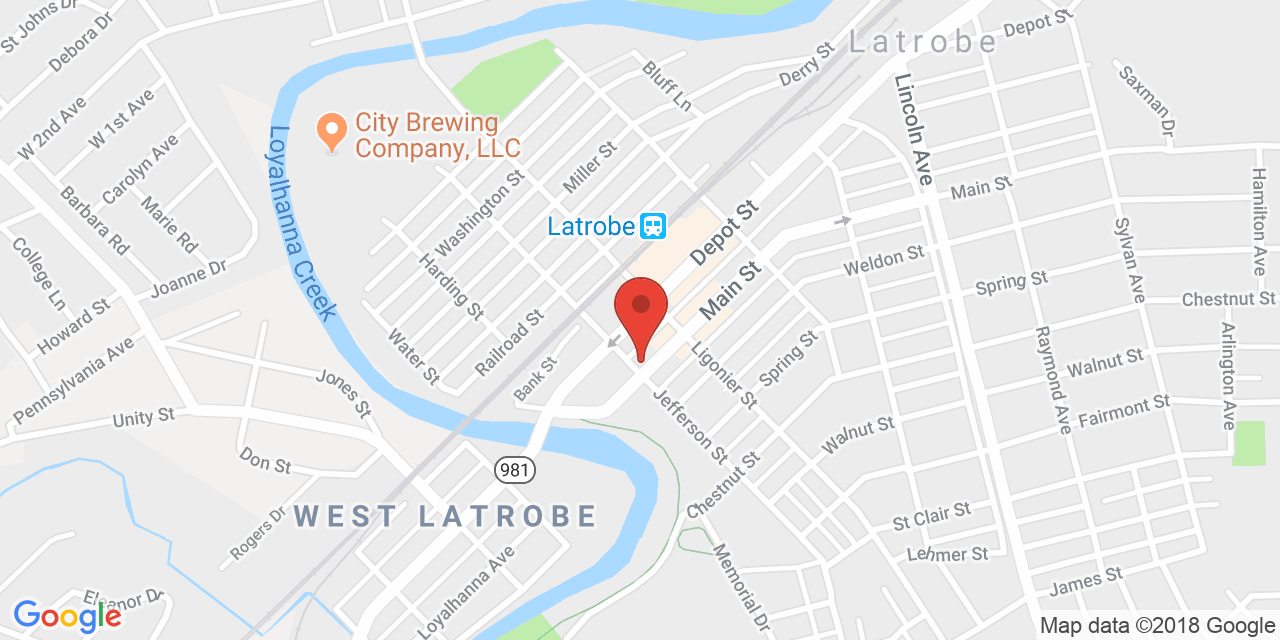 St Johns Dr
Debora Dr
Depot St
Latrobe
Derry St
Bluff Ln
Saxman Dr
Lincoln Ave
W 2nd Ave
W 1st Ave
City Brewing
Company, LLC
Loyalhanna Creek
Carolyn Ave
Miller St
Washington St
Main St
Hamilton Ave
Barbara Rd
Marie Rd
Latrobe
Depot St
Sylvan Ave
College Ln
Joanne Dr
Harding St
Main St
Weldon St
Spring St
Chestnut St
Howard St
Pennsylvania Ave
Water St
Railroad St
Bank St
Ligonier St
Spring St
Raymond Ave
Walnut St
Arlington Ave
Jones St
Unity St
Jefferson St
Walnut St
Fairmont St
Don St
981
Chestnut St
WEST LATROBE
Rogers Dr
St Clair St
Lehmer St
Memorial Dr
James St
Loyalhanna Ave
Eleanor Dr
Google
Map data ©2018 Google